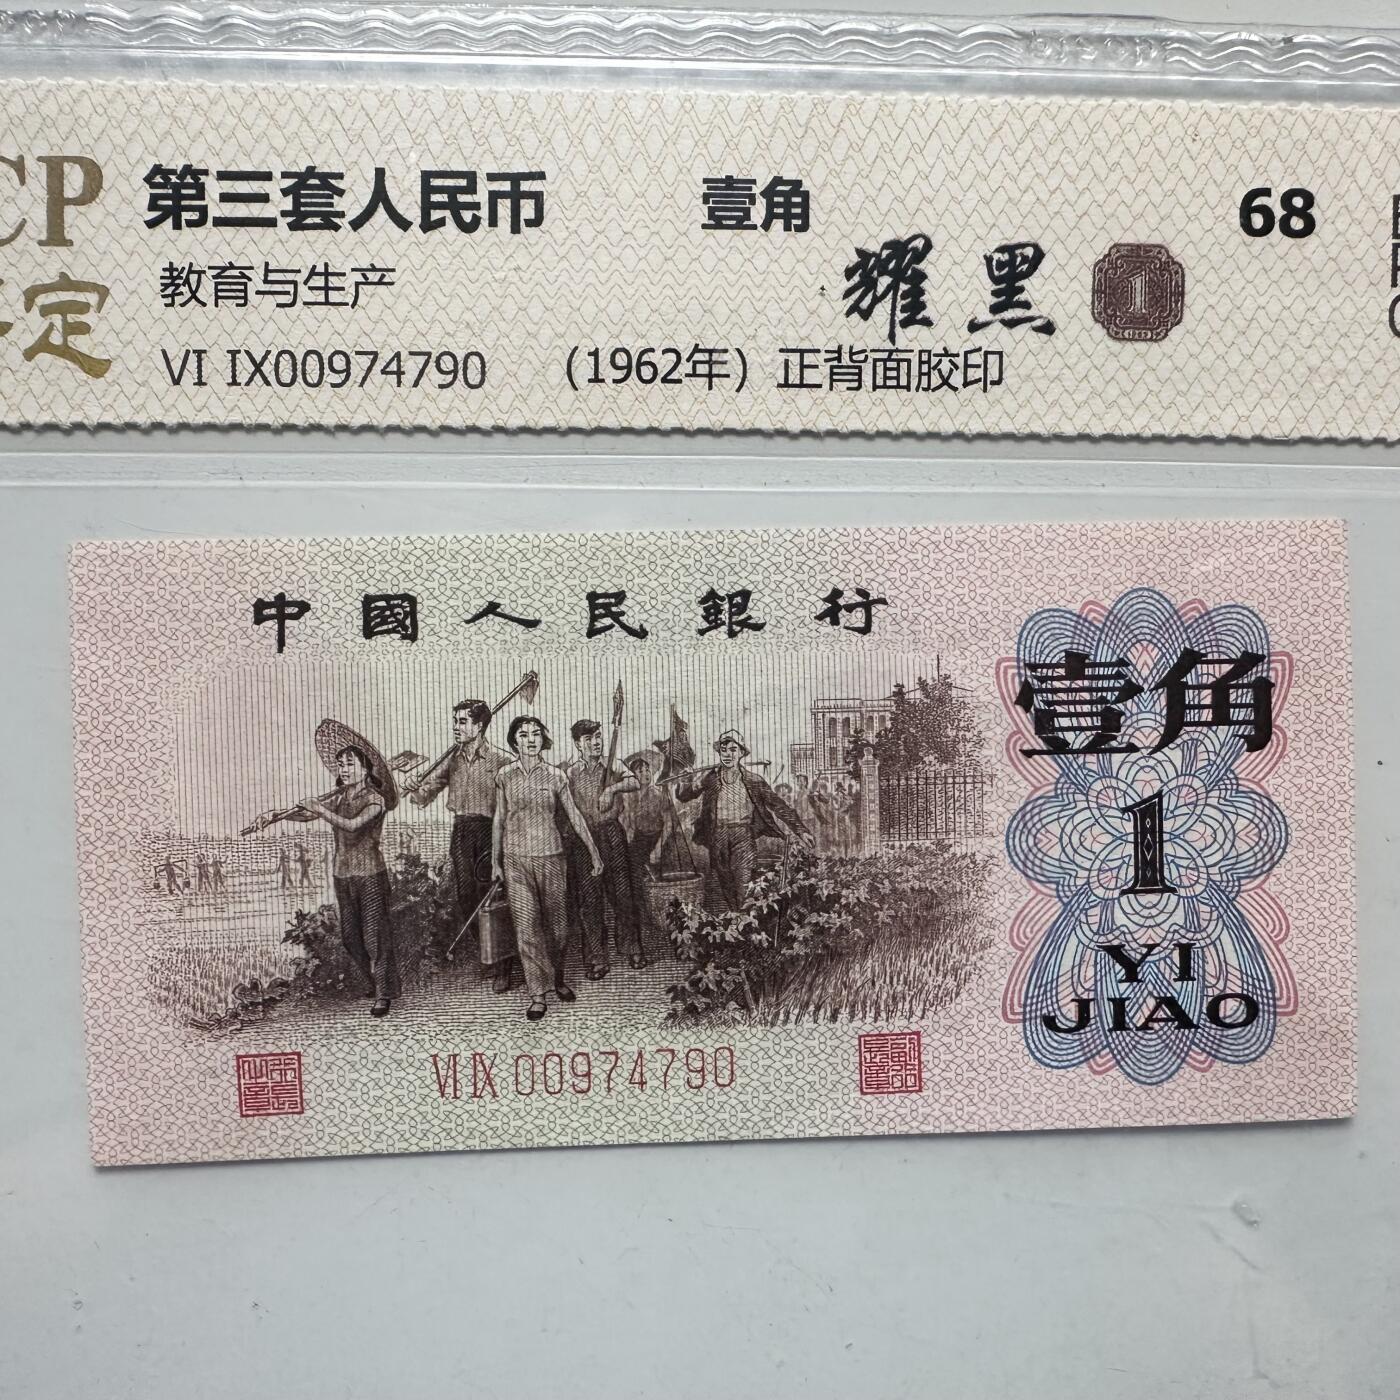 CP
第三套人民币 壹角 68
定
教育与生产
耀黑 1
VI IX00974790 (1962年) 正背面胶印
中國人民銀行
壹角
1
YI
JIAO
VI IX 00974790